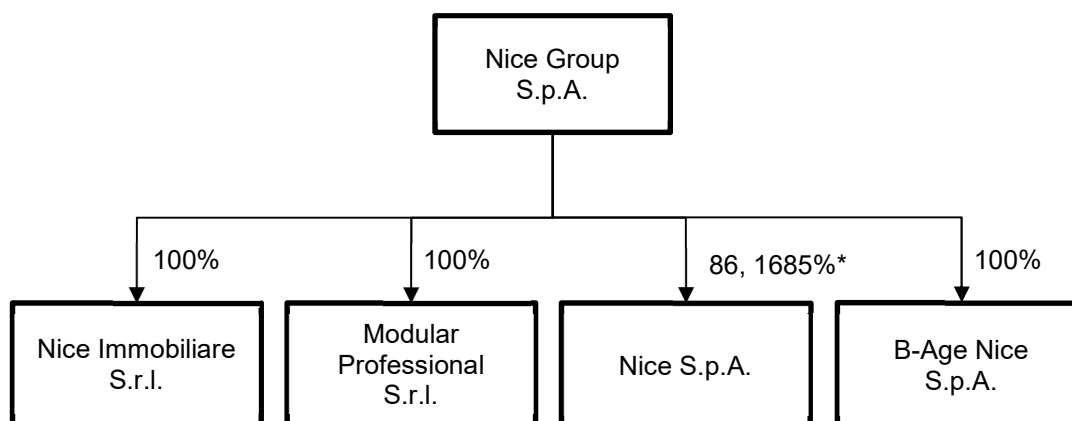 Nice Group
S.p.A.
100%
100%
86, 1685%*
100%
Nice Immobiliare
S.r.l.
Modular
Professional
S.r.l.
Nice S.p.A.
B-Age Nice
S.p.A.